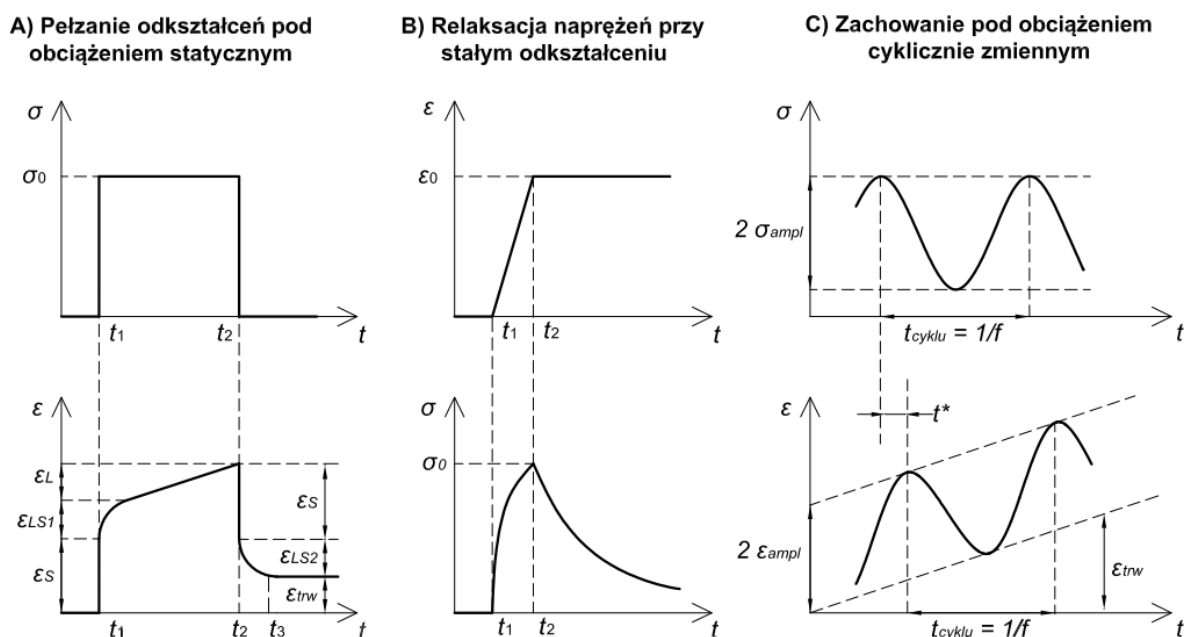 A) Pełzanie odkształceń pod
obciążeniem statycznym
B) Relaksacja naprężeń przy
stałym odkształceniu
C) Zachowanie pod obciążeniem
cyklicznie zmiennym
σ
σ0
t1
t2
t
ε
εL
εLS1
εS
εS
εLS2
εtrw
t1
t2
t3
t
ε
ε0
t1
t2
t
σ
σ0
t1
t2
t
σ
2 σampl
tcyklu = 1/f
t
ε
t*
2 εampl
εtrw
tcyklu = 1/f
t